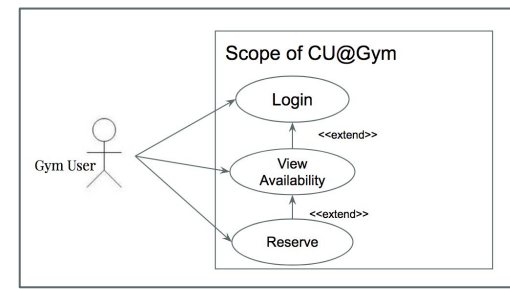 Scope of CU@Gym
Login
<<extend>>
Gym User
View
Availability
<<extend>>
Reserve